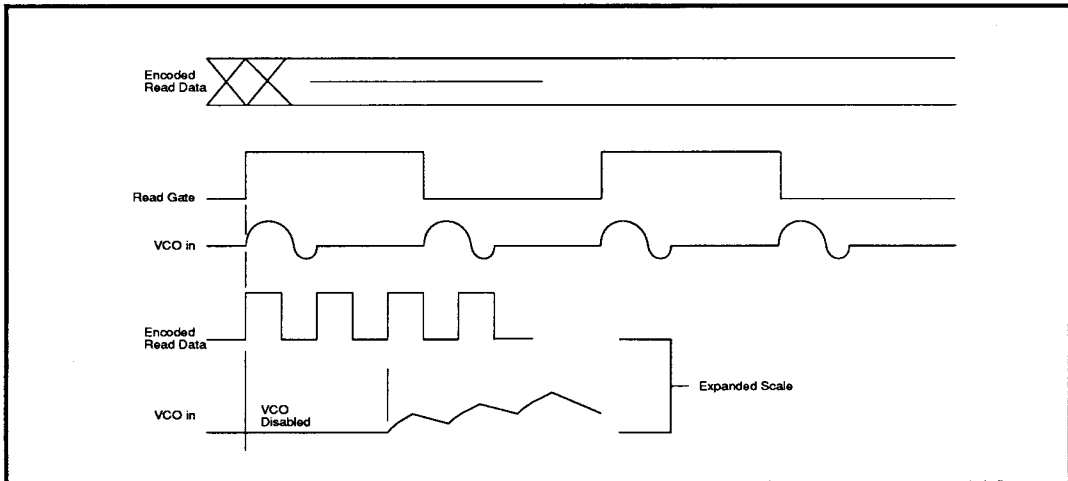 Encoded
Read Data
Read Gate
VCO in
Encoded
Read Data
Expanded Scale
VCO in
VCO
Disabled